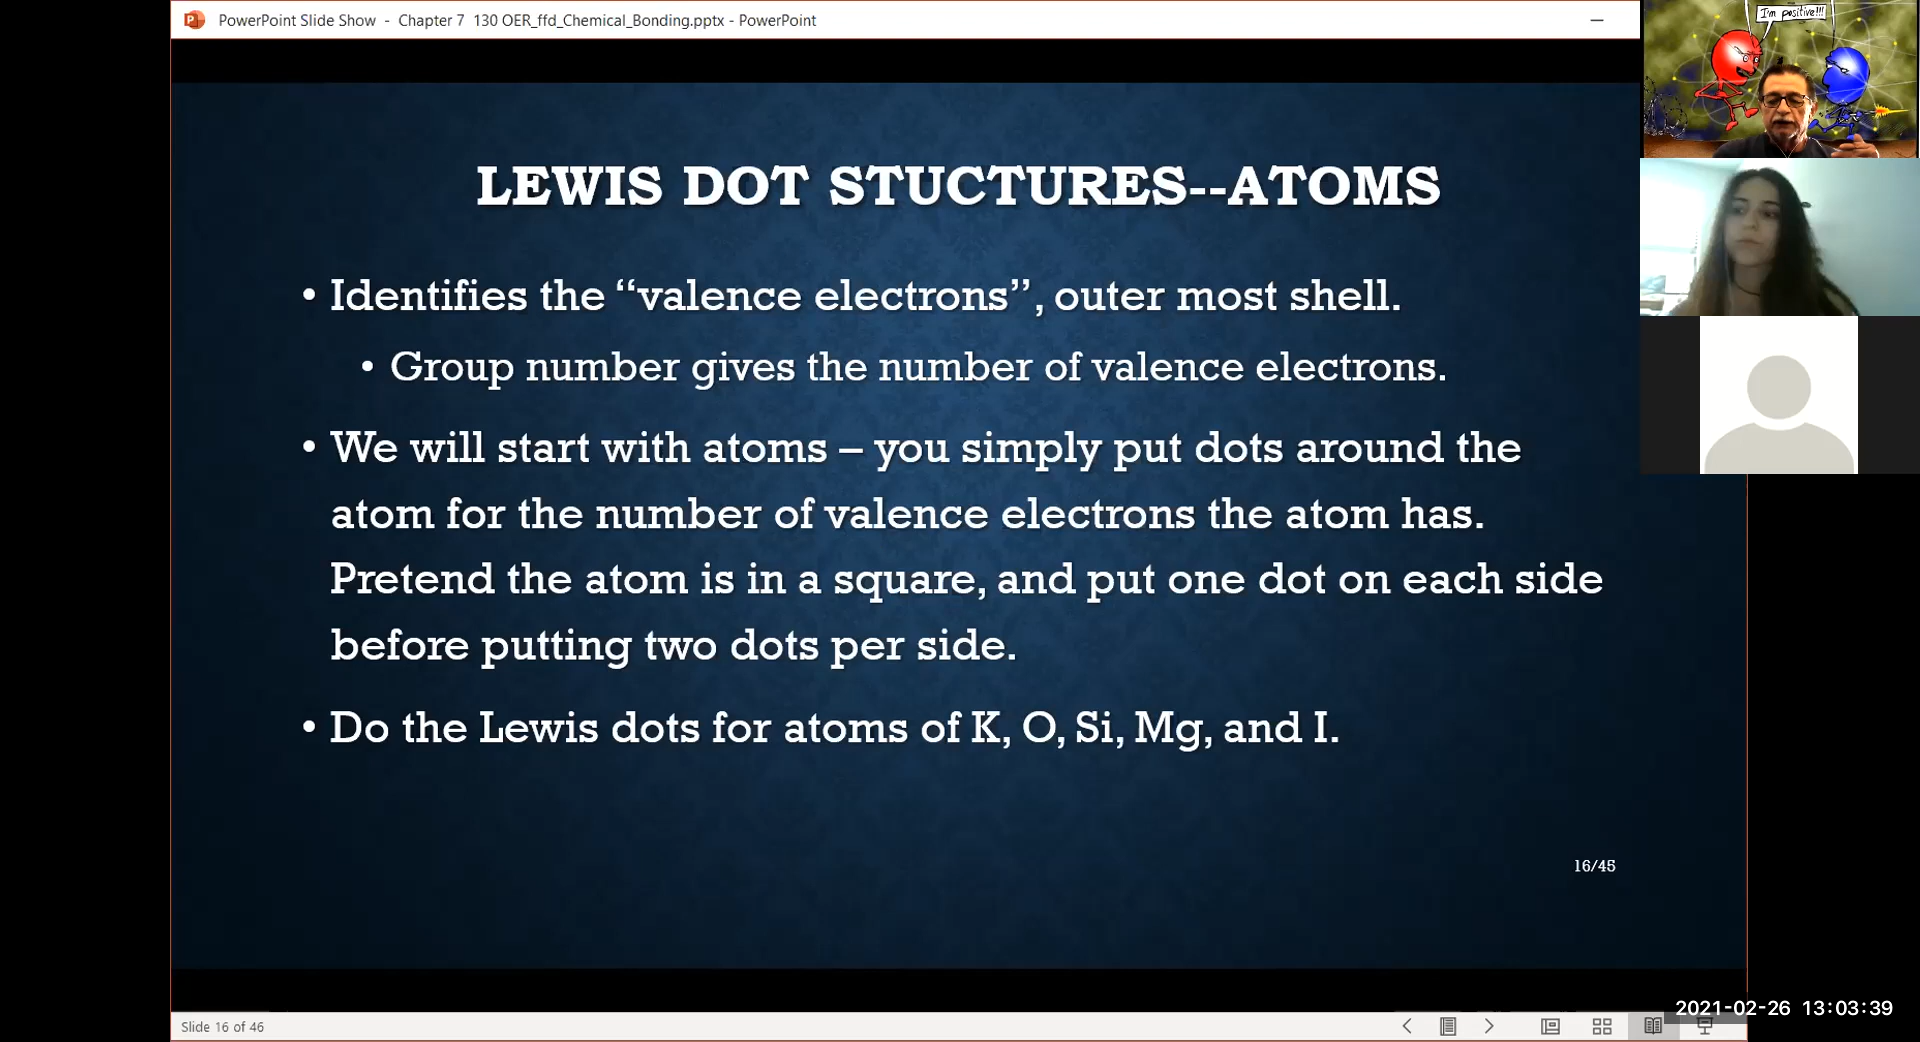 PowerPoint Slide Show - Chapter 7 130 OER_ffd_Chemical_Bonding.pptx - PowerPoint
I'm positive!!!
LEWIS DOT STUCTURES--ATOMS
• Identifies the “valence electrons”, outer most shell.
• Group number gives the number of valence electrons.
• We will start with atoms – you simply put dots around the
atom for the number of valence electrons the atom has.
Pretend the atom is in a square, and put one dot on each side
before putting two dots per side.
• Do the Lewis dots for atoms of K, O, Si, Mg, and I.
16/45
2021-02-26 13:03:39
Slide 16 of 46